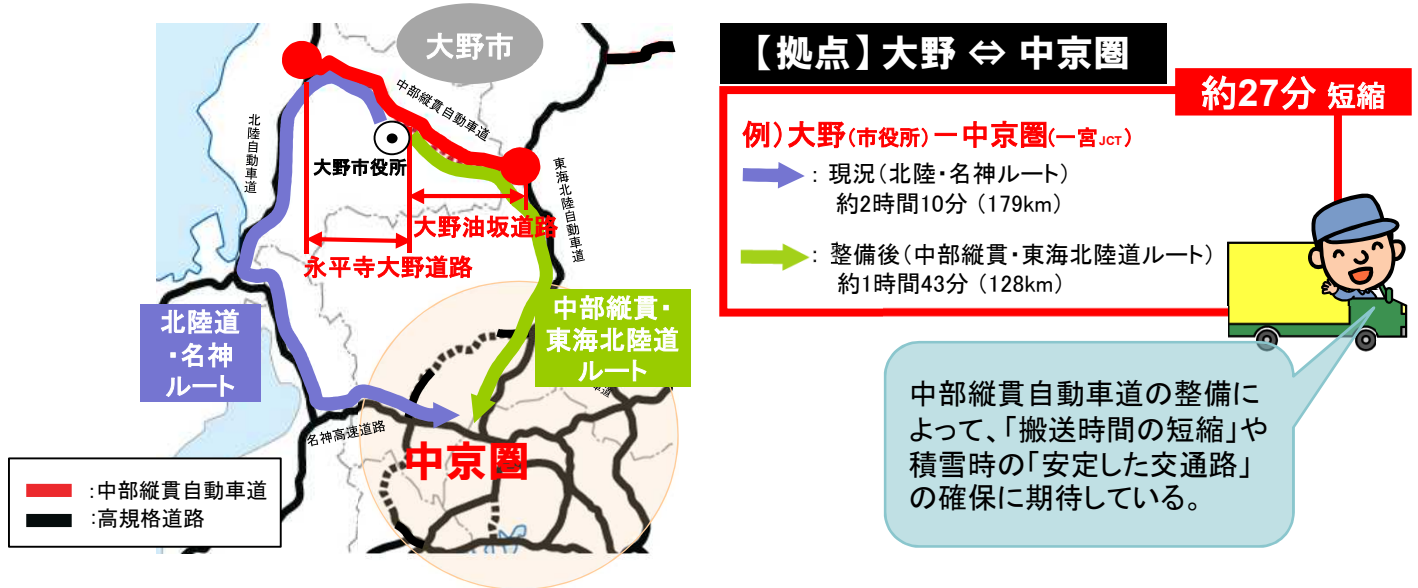 大野市
中部縦貫自動車道
北陸自動車道
大野市役所
東海北陸自動車道
大野油坂道路
永平寺大野道路
北陸道
・名神
ルート
中部縦貫・
東海北陸道
ルート
名神高速道路
中京圏
:中部縦貫自動車道
:高規格道路
【拠点】大野 ⇔ 中京圏
約27分 短縮
例)大野(市役所)ー中京圏(一宮JCT)
: 現況(北陸・名神ルート)
約2時間10分 (179km)
: 整備後(中部縦貫・東海北陸道ルート)
約1時間43分 (128km)
中部縦貫自動車道の整備に
よって、「搬送時間の短縮」や
積雪時の「安定した交通路」
の確保に期待している。